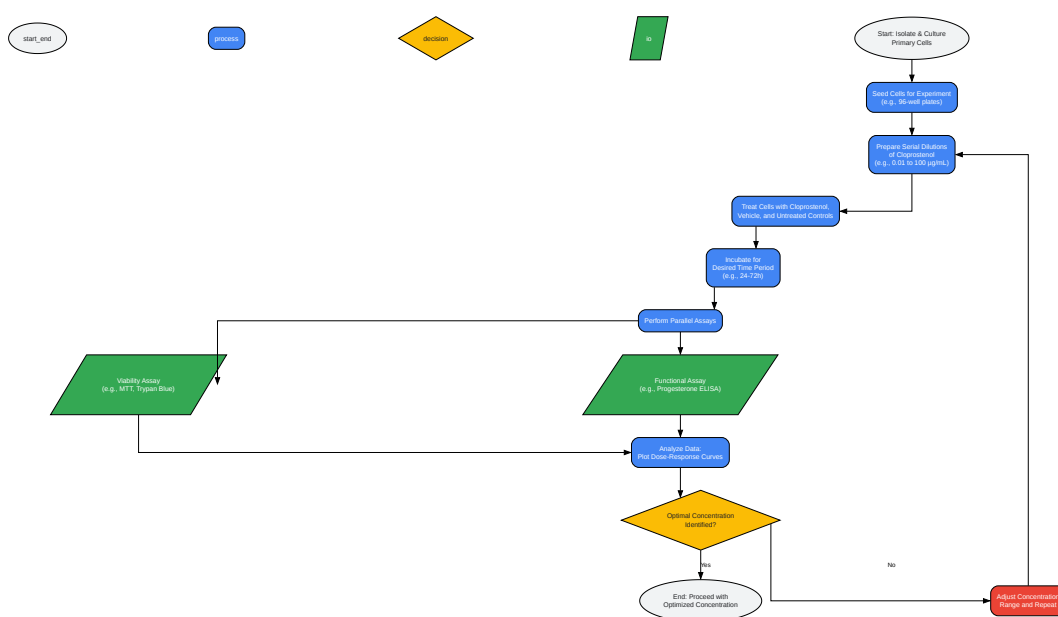 start_end
process
decision
io
Start: Isolate & Culture
Primary Cells
Seed Cells for Experiment
(e.g., 96-well plates)
Prepare Serial Dilutions
of Cloprostenol
(e.g., 0.01 to 100 µg/mL)
Treat Cells with Cloprostenol,
Vehicle, and Untreated Controls
Incubate for
Desired Time Period
(e.g., 24-72h)
Perform Parallel Assays
Viability Assay
(e.g., MTT, Trypan Blue)
Functional Assay
(e.g., Progesterone ELISA)
Analyze Data:
Plot Dose-Response Curves
Optimal Concentration
Identified?
Yes
No
End: Proceed with
Optimized Concentration
Adjust Concentration
Range and Repeat